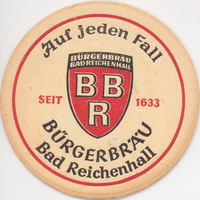 Auf jeden Fall
BÜRGERBRÄU
BAD REICHENHALL
BB
R
SEIT 1633
BÜRGERBRÄU
Bad Reichenhall